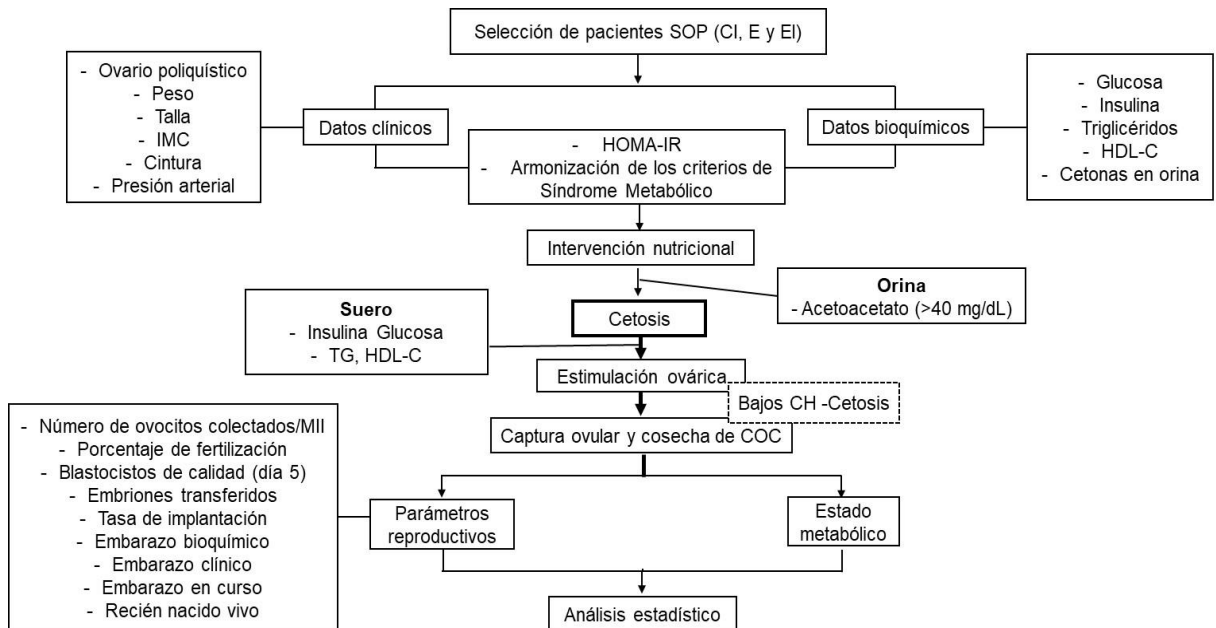 Selección de pacientes SOP (CI, E y EI)
- Ovario poliquístico
- Peso
- Talla
- IMC
- Cintura
- Presión arterial
Datos clínicos
Datos bioquímicos
- Glucosa
- Insulina
- Triglicéridos
- HDL-C
- Cetonas en orina
- HOMA-IR
- Armonización de los criterios de
Síndrome Metabólico
Intervención nutricional
Orina
- Acetoacetato (>40 mg/dL)
Suero
- Insulina Glucosa
- TG, HDL-C
Cetosis
Estimulación ovárica
Bajos CH -Cetosis
Captura ovular y cosecha de COC
- Número de ovocitos colectados/MII
- Porcentaje de fertilización
- Blastocistos de calidad (día 5)
- Embriones transferidos
- Tasa de implantación
- Embarazo bioquímico
- Embarazo clínico
- Embarazo en curso
- Recién nacido vivo
Parámetros
reproductivos
Estado
metabólico
Análisis estadístico